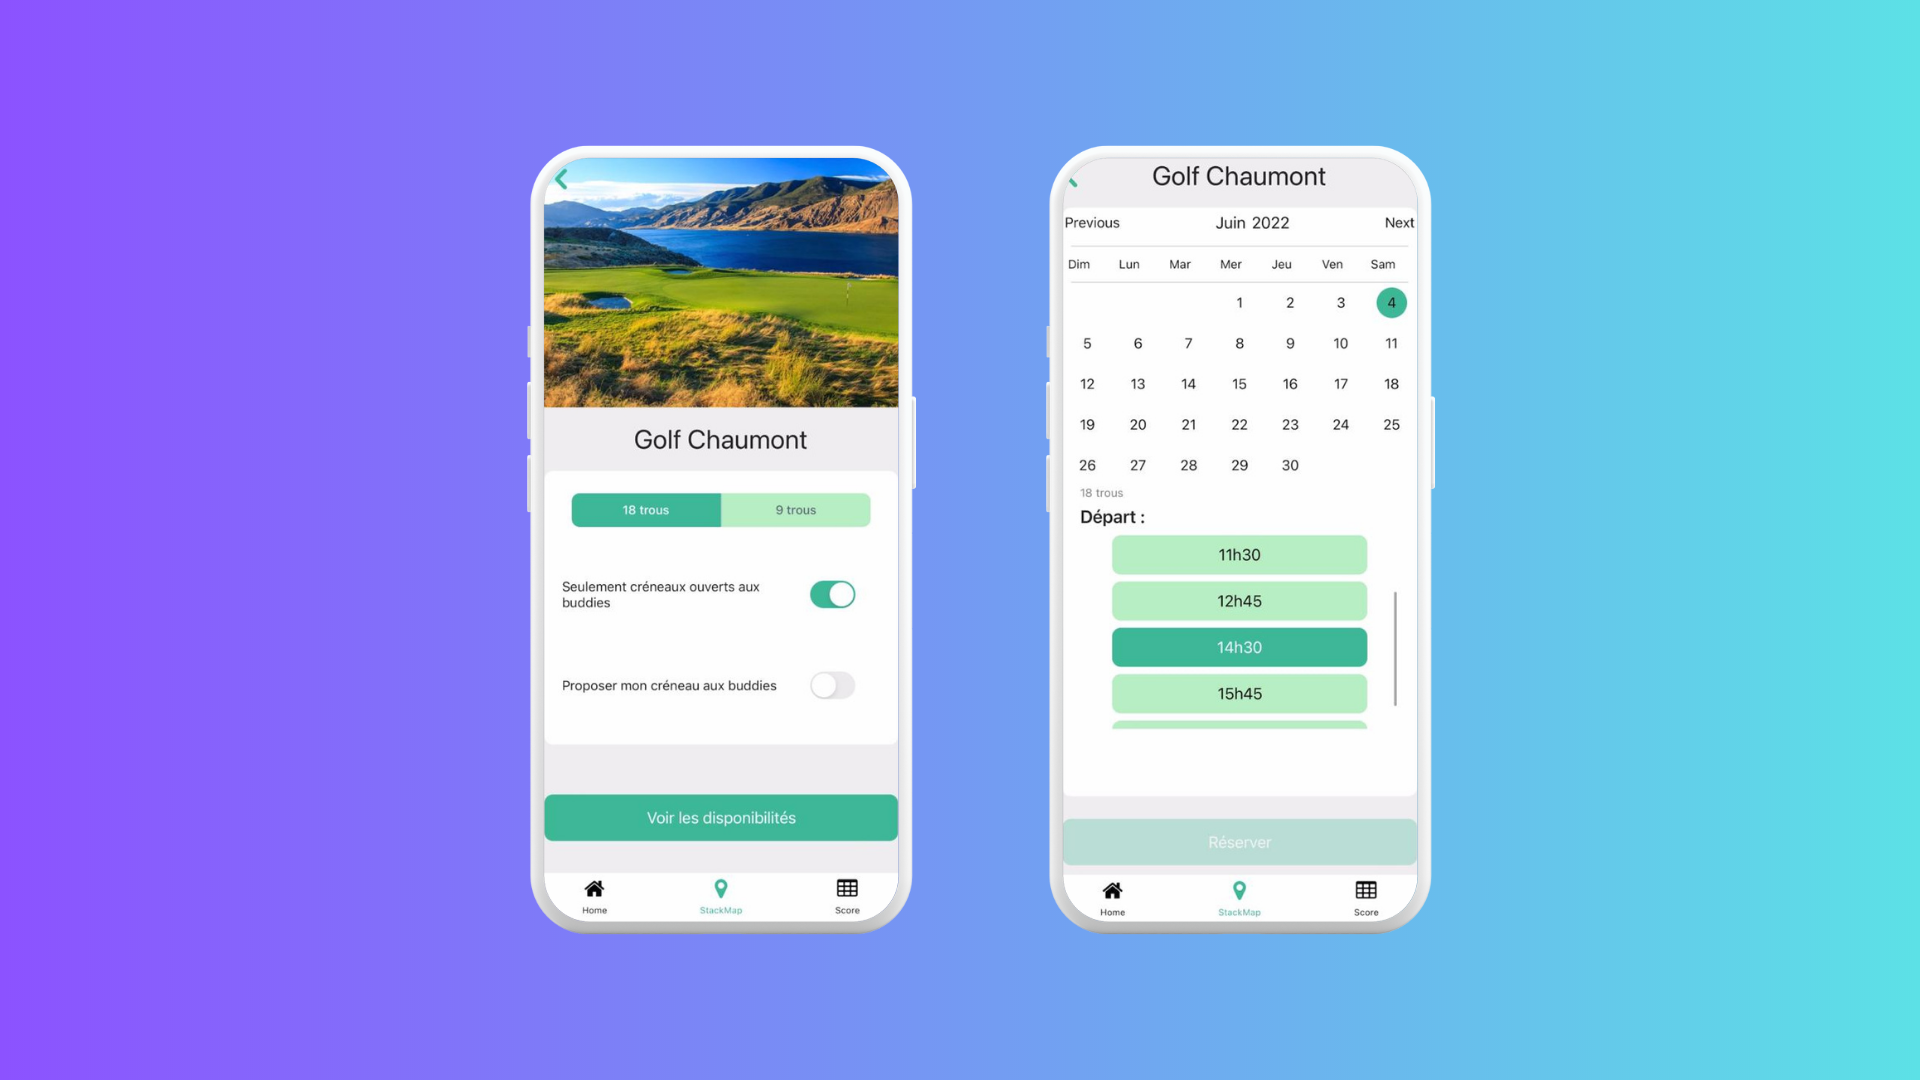 Golf Chaumont
18 trous 9 trous
Seulement créneaux ouverts aux
buddies
Proposer mon créneau aux buddies
Voir les disponibilités
Home StackMap Score
Golf Chaumont
Previous Juin 2022 Next
Dim Lun Mar Mer Jeu Ven Sam
1 2 3 4
5 6 7 8 9 10 11
12 13 14 15 16 17 18
19 20 21 22 23 24 25
26 27 28 29 30
18 trous
Départ :
11h30
12h45
14h30
15h45
Réserver
Home StackMap Score